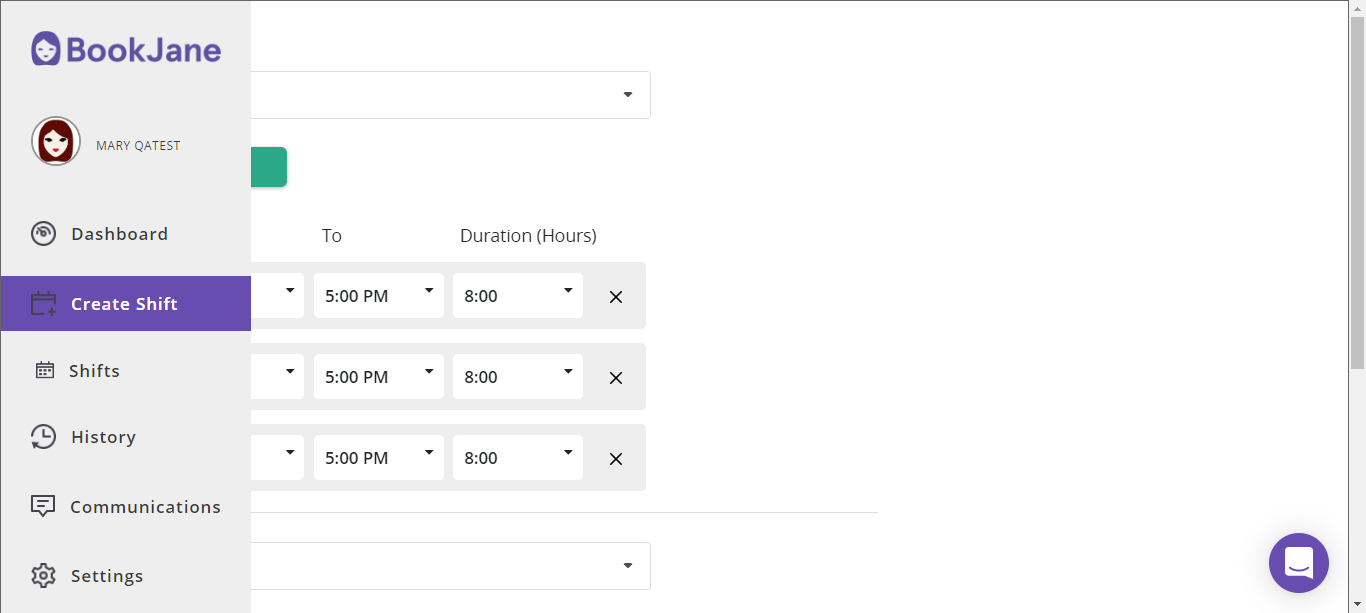 BookJane
MARY QATEST
Dashboard
Create Shift
Shifts
History
Communications
Settings
To Duration (Hours)
5:00 PM 8:00
5:00 PM 8:00
5:00 PM 8:00